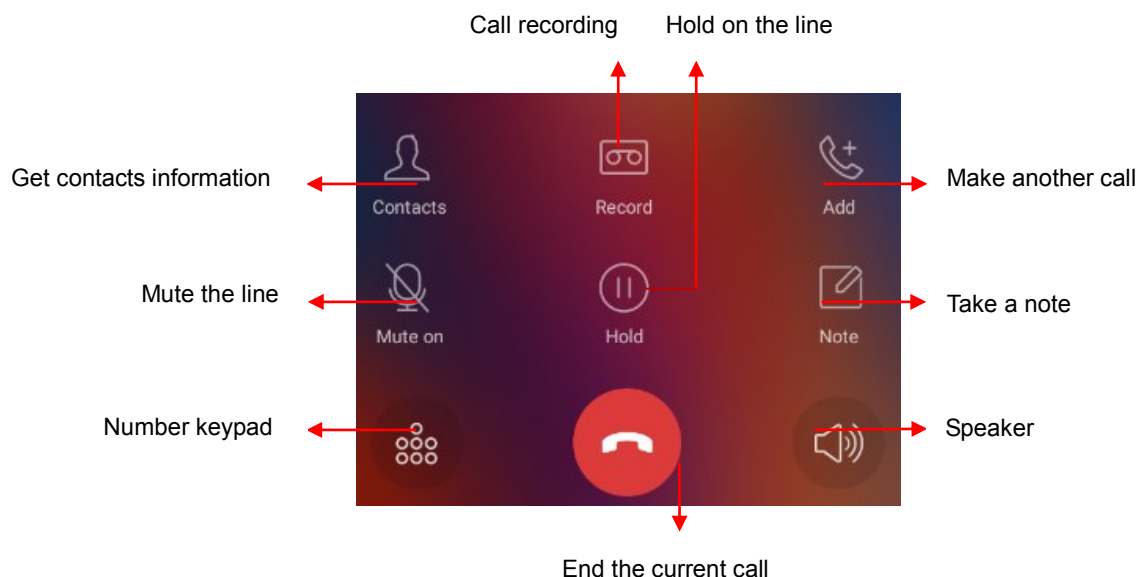 Call recording
Hold on the line
Get contacts information
Contacts
Record
Add
Make another call
Mute the line
Mute on
Hold
Note
Take a note
Number keypad
Speaker
End the current call